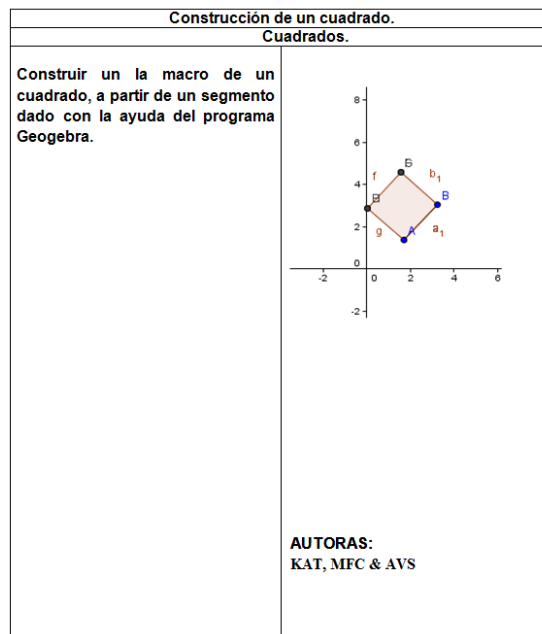 Construcción de un cuadrado.
Cuadrados.
Construir un la macro de un
cuadrado, a partir de un segmento
dado con la ayuda del programa
Geogebra.
8
6
4
2
0
-2
-2
0
2
4
6
f
b₁
B
g
A
a₁
AUTORAS:
KAT, MFC & AVS